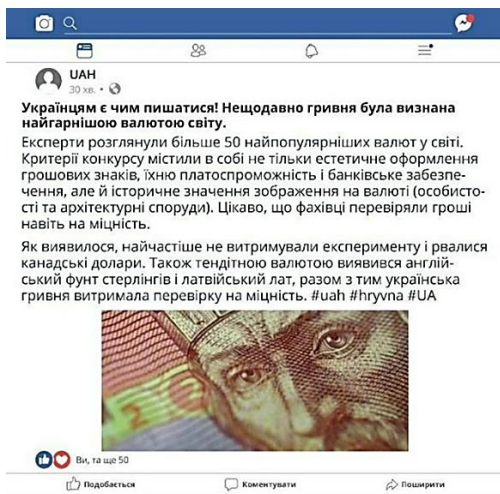 UAH
30 хв.
Українцям є чим пишатися! Нещодавно гривня була визнана
найгарнішою валютою світу.
Експерти розглянули більше 50 найпопулярніших валют у світі.
Критерії конкурсу містили в собі не тільки естетичне оформлення
грошових знаків, їхню платоспроможність і банківське забезпе-
чення, але й історичне значення зображення на валюті (особисто-
сті та архітектурні споруди). Цікаво, що фахівці перевіряли гроші
навіть на міцність.
Як виявилося, найчастіше не витримували експерименту і рвалися
канадські долари. Також тендітною валютою виявився англій-
ський фунт стерлінгів і латвійський лат, разом з тим українська
гривня витримала перевірку на міцність. #uah #hryvna #UA
Ви, та ще 50
Подобається Коментувати Поширити